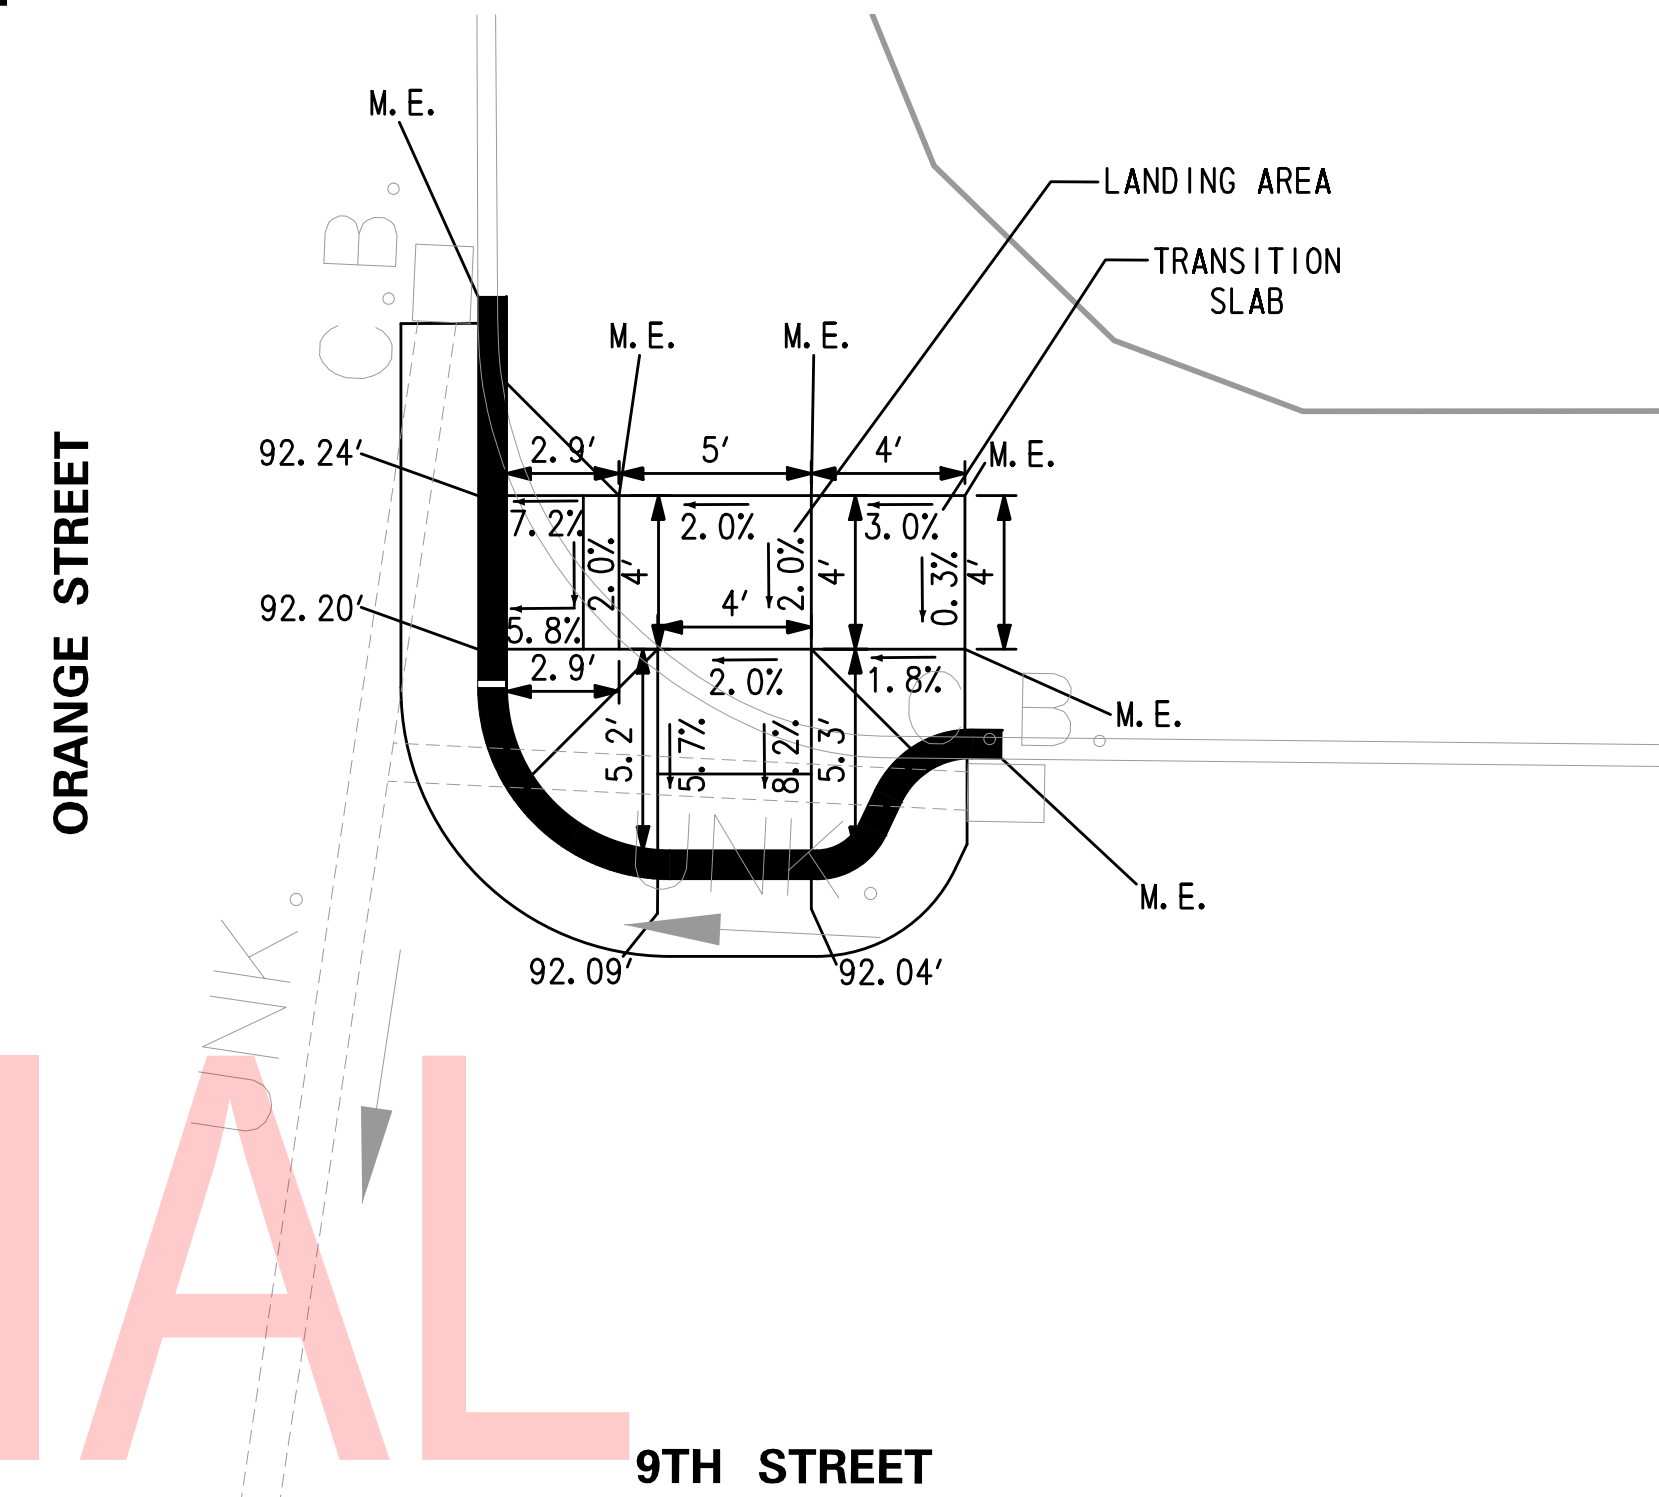 M.E.
LANDING AREA
TRANSITION
SLAB
C.B.
M.E.
M.E.
92.24'
2.9'
5'
4'
M.E.
7.2%
2.0%
3.0%
2.0%
4'
2.0%
4'
0.3%
4'
4'
92.20'
5.8%
2.9'
2.0%
1.8%
C.B.
M.E.
5.2'
5.7%
8.2%
5.3'
ORANGE STREET
UNK.
M.E.
92.09'
92.04'
UNK.
IAL
9TH STREET